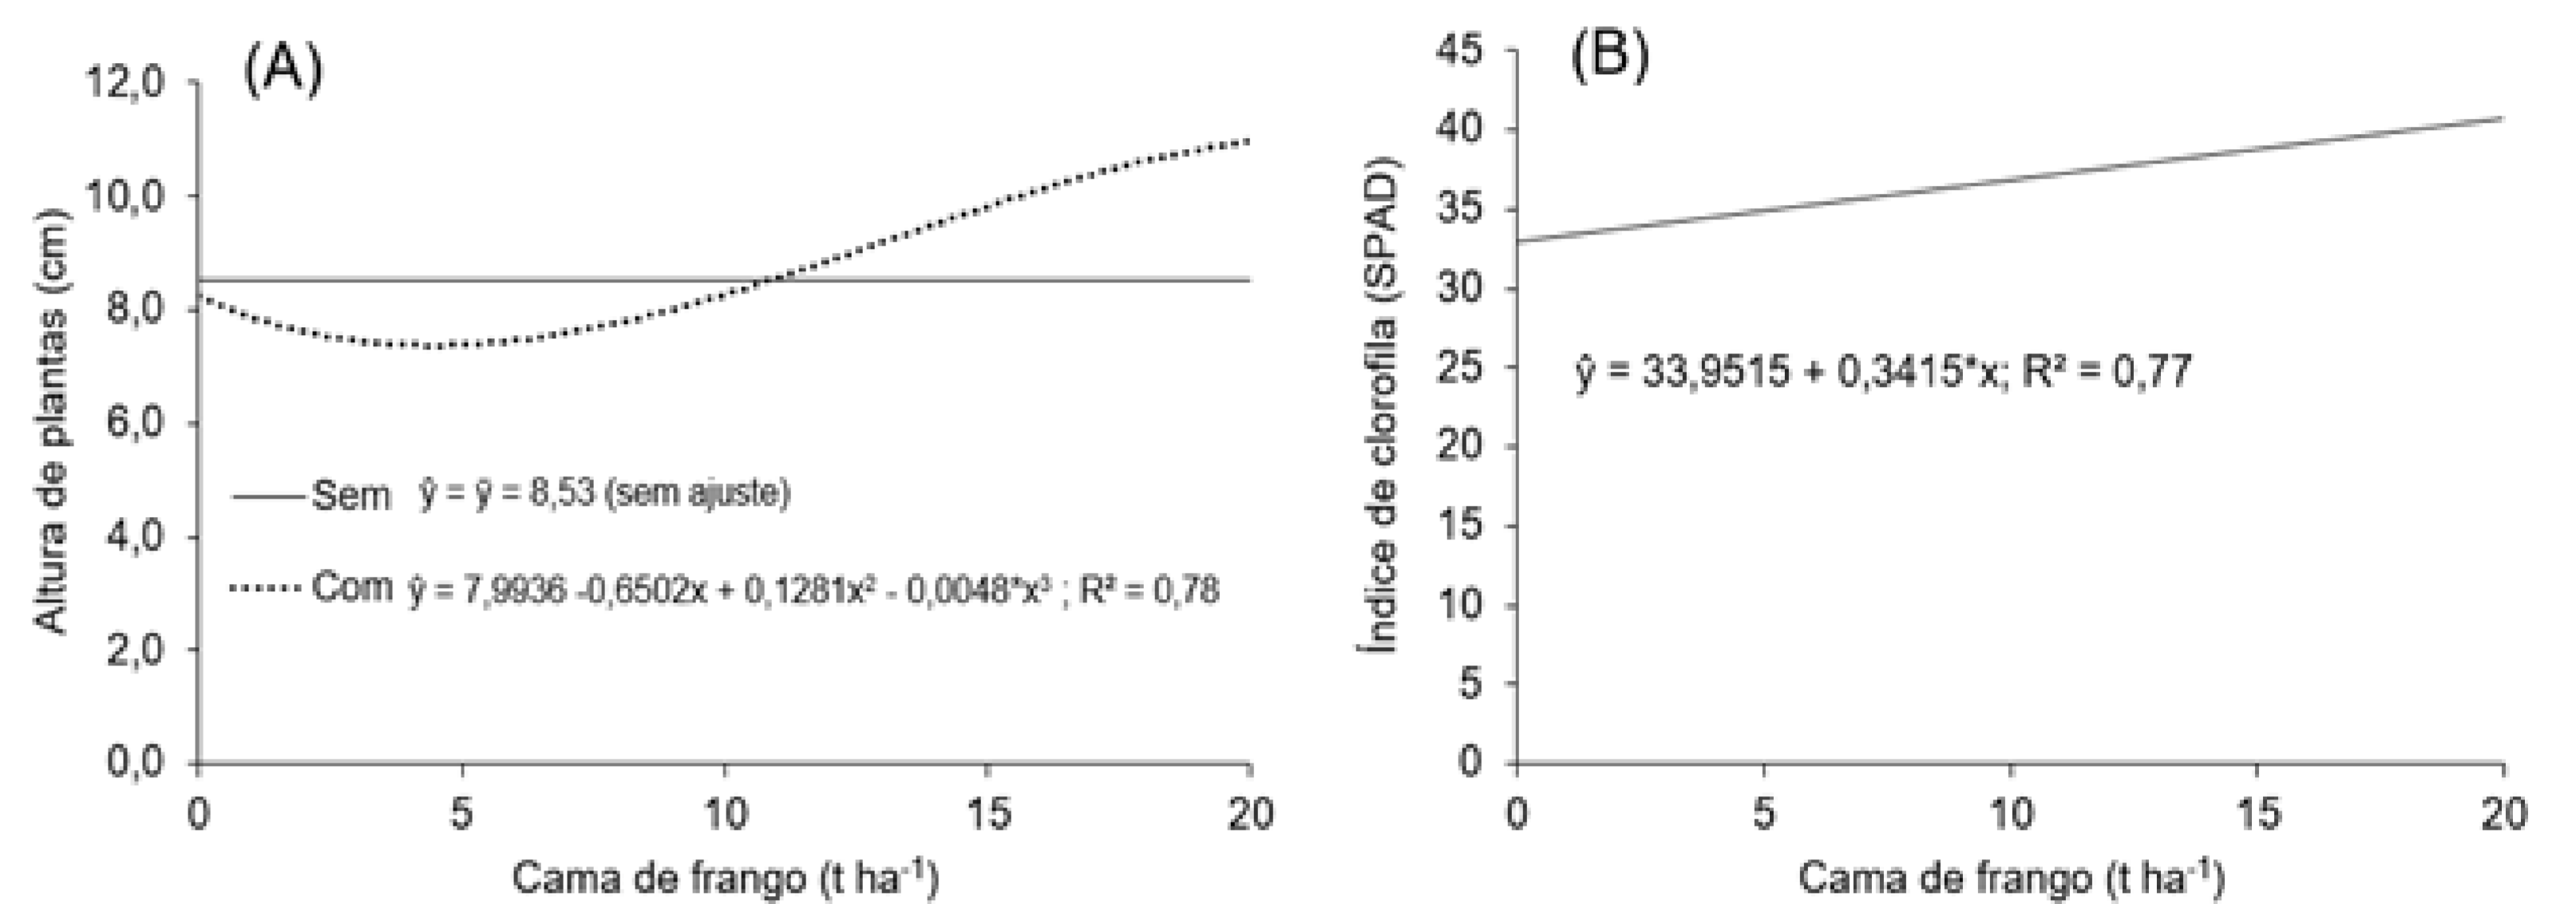 (A)
12,0
10,0
8,0
6,0
4,0
2,0
0,0
Altura de plantas (cm)
Sem ŷ = ȳ = 8,53 (sem ajuste)
Com ŷ = 7,9936 -0,6502x + 0,1281x² - 0,0048*x³ ; R² = 0,78
0 5 10 15 20
Cama de frango (t ha⁻¹)
(B)
45
40
35
30
25
20
15
10
5
0
Índice de clorofila (SPAD)
ŷ = 33,9515 + 0,3415*x; R² = 0,77
0 5 10 15 20
Cama de frango (t ha⁻¹)